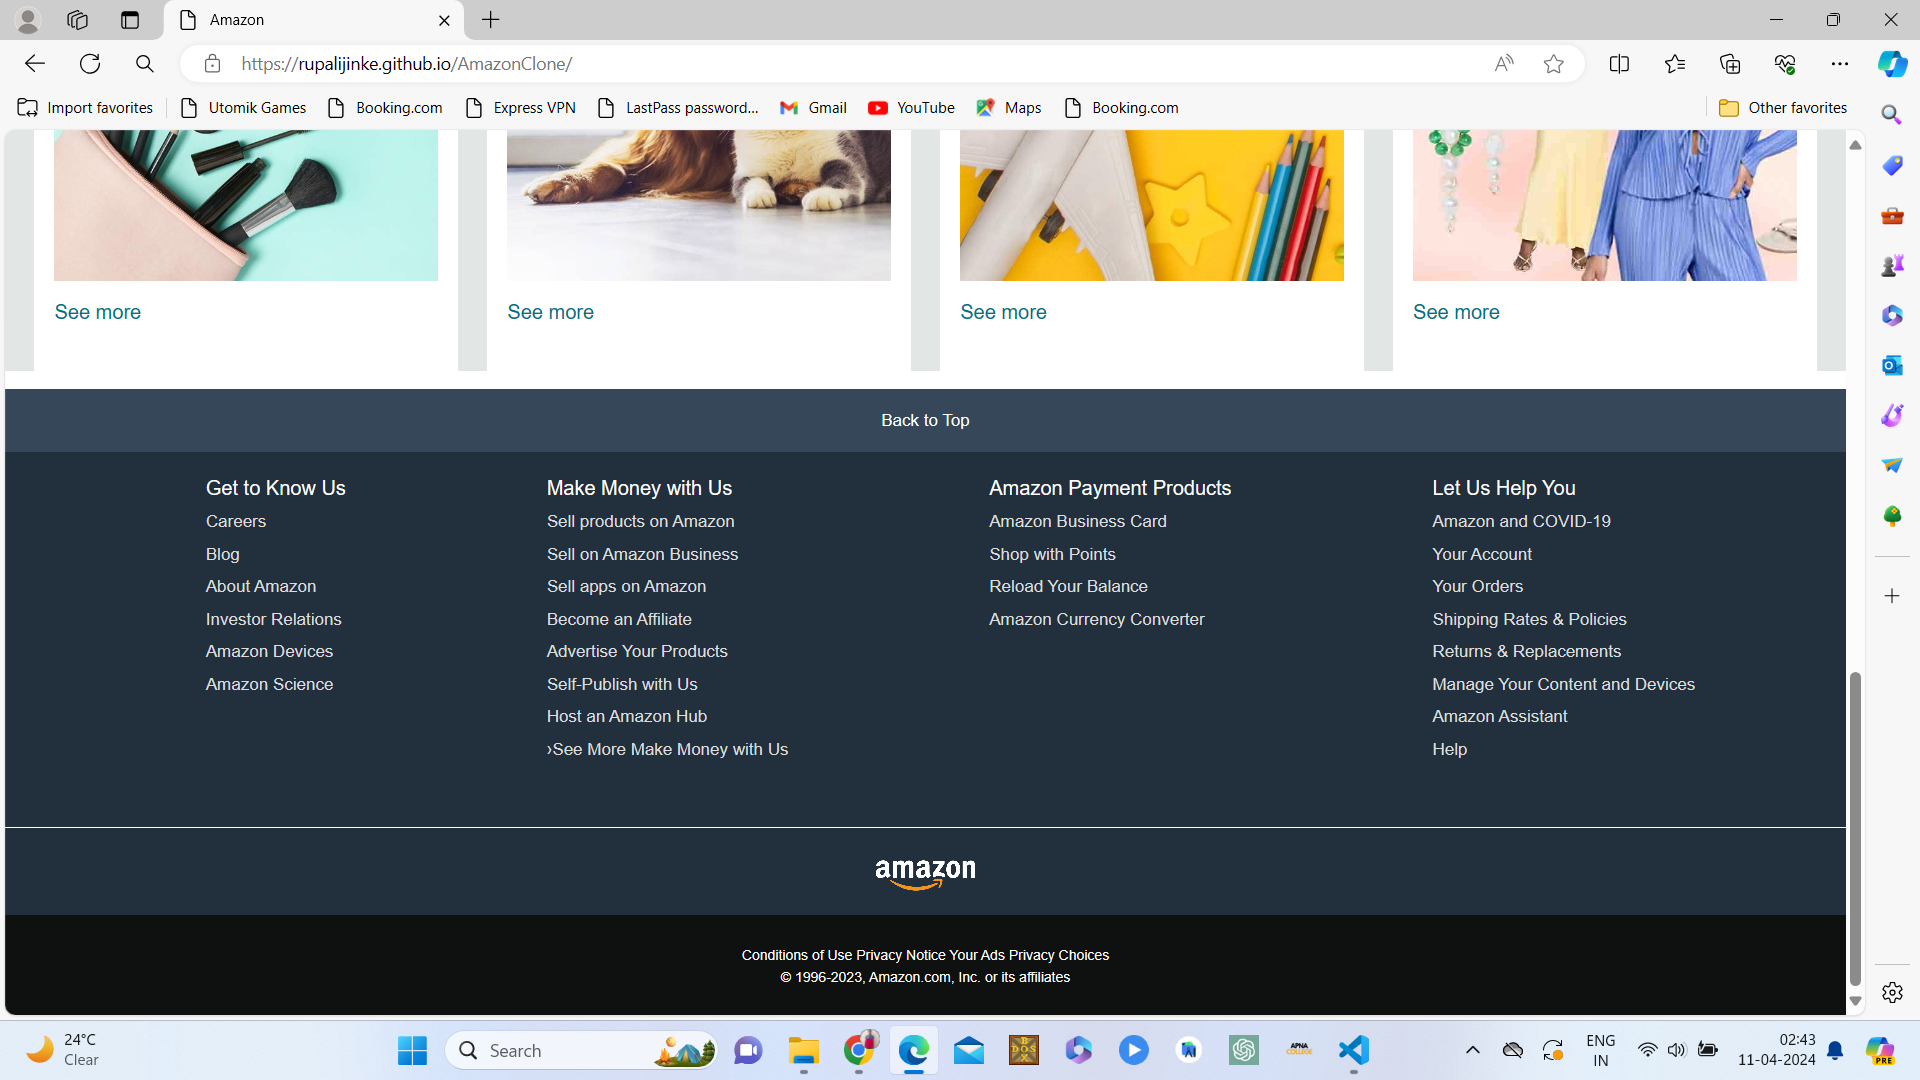 Amazon
https://rupalijinke.github.io/AmazonClone/
Import favorites Utomik Games Booking.com Express VPN LastPass password... Gmail YouTube Maps Booking.com Other favorites
See more See more See more See more
Back to Top
Get to Know Us
Careers
Blog
About Amazon
Investor Relations
Amazon Devices
Amazon Science
Make Money with Us
Sell products on Amazon
Sell on Amazon Business
Sell apps on Amazon
Become an Affiliate
Advertise Your Products
Self-Publish with Us
Host an Amazon Hub
›See More Make Money with Us
Amazon Payment Products
Amazon Business Card
Shop with Points
Reload Your Balance
Amazon Currency Converter
Let Us Help You
Amazon and COVID-19
Your Account
Your Orders
Shipping Rates & Policies
Returns & Replacements
Manage Your Content and Devices
Amazon Assistant
Help
amazon
Conditions of Use Privacy Notice Your Ads Privacy Choices
© 1996-2023, Amazon.com, Inc. or its affiliates
24°C
Clear
Search
APNA
COLLEGE
ENG
IN
02:43
11-04-2024
PRE